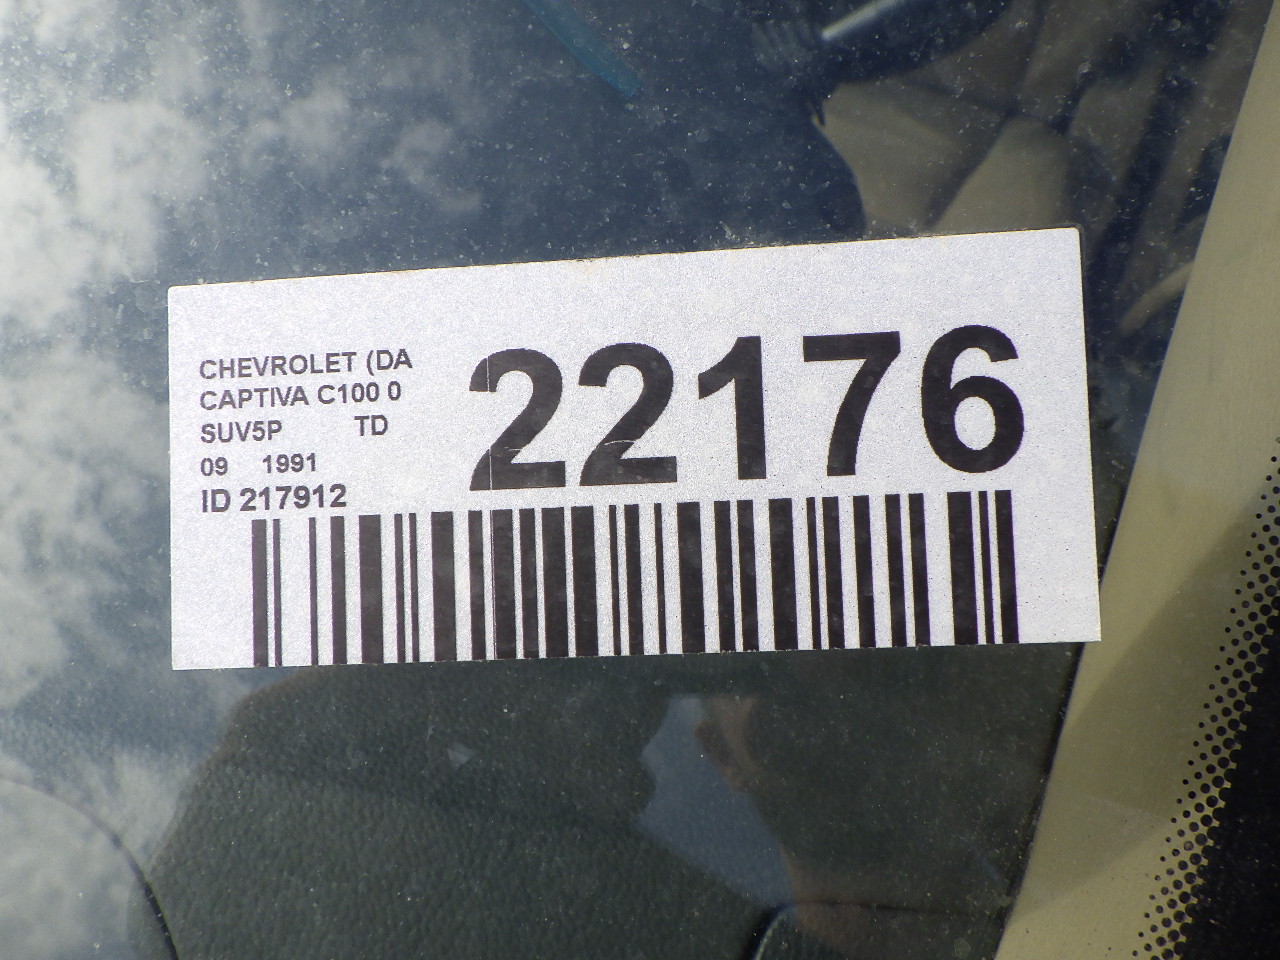 CHEVROLET (DA
CAPTIVA C100 0
SUV5P TD
09 1991
ID 217912
22176